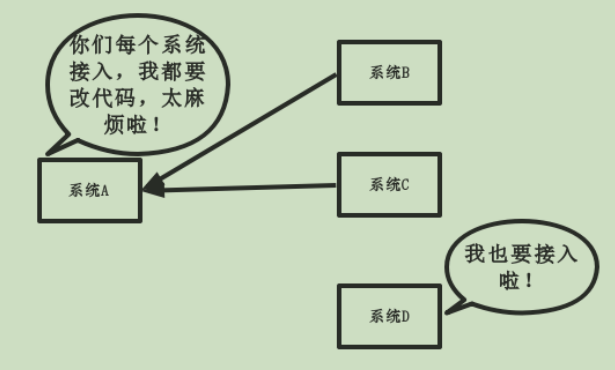 你们每个系统
接入，我都要
改代码，太麻
烦啦！
系统B
系统A
系统C
我也要接入
啦！
系统D